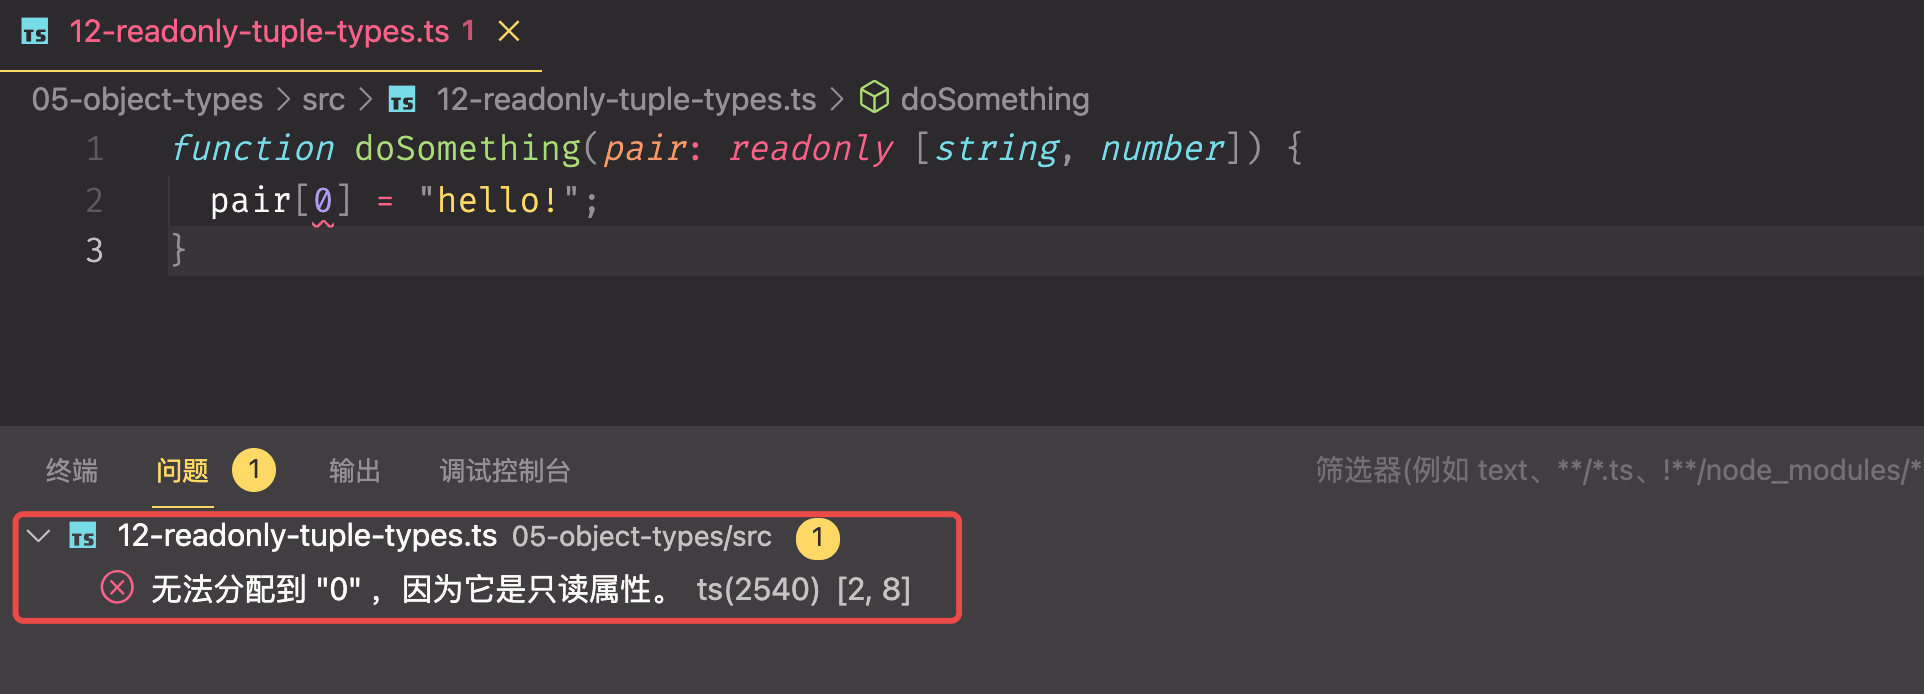 TS 12-readonly-tuple-types.ts 1
05-object-types > src > TS 12-readonly-tuple-types.ts > doSomething
1 function doSomething(pair: readonly [string, number]) {
2 pair[0] = "hello!";
3 }
终端 问题 1 输出 调试控制台 筛选器(例如 text、**/*.ts、!**/node_modules/*
TS 12-readonly-tuple-types.ts 05-object-types/src 1
无法分配到 "0" ，因为它是只读属性。 ts(2540) [2, 8]